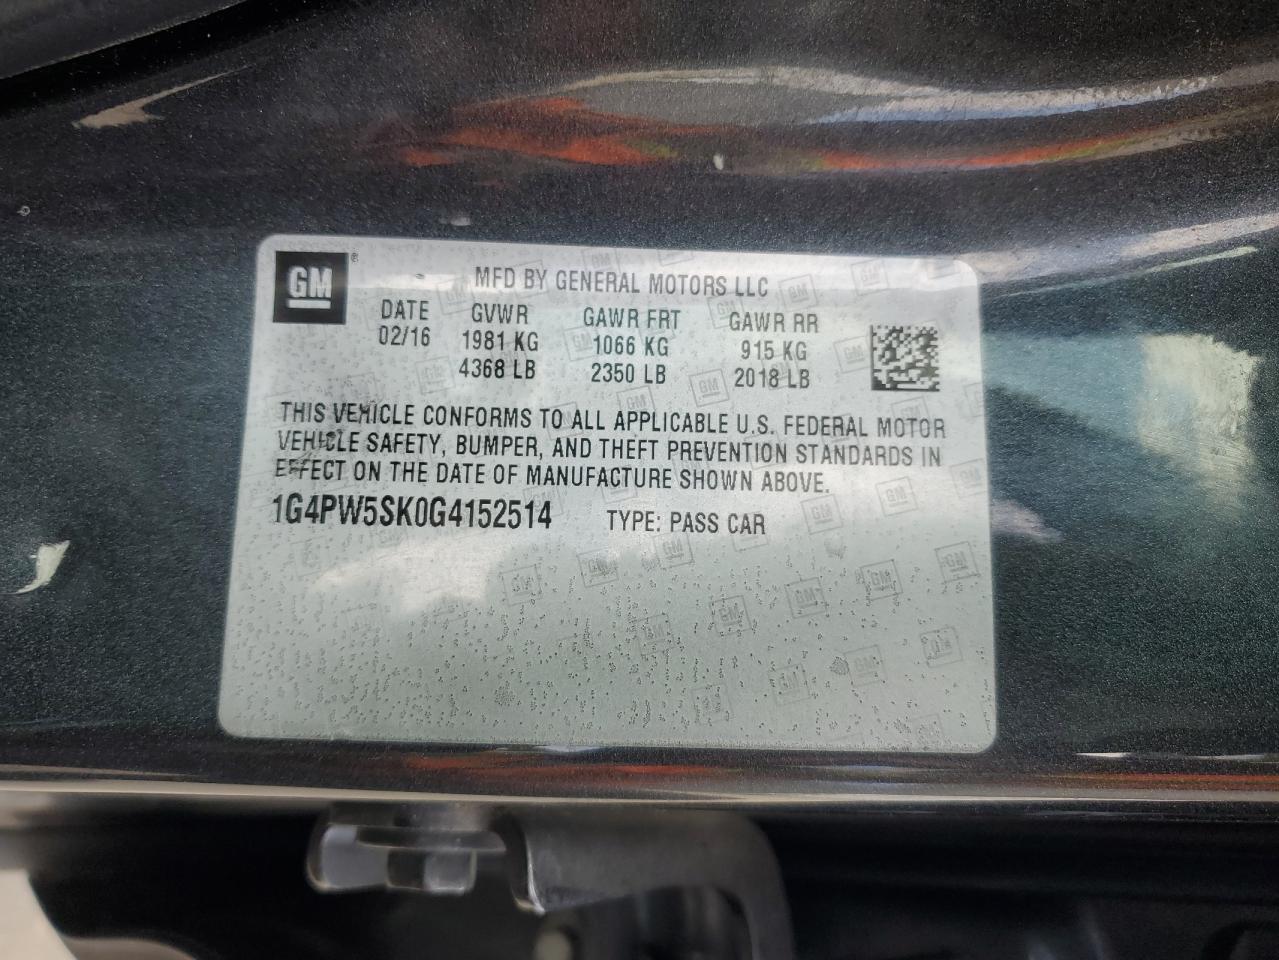 GM ®
MFD BY GENERAL MOTORS LLC
DATE GVWR GAWR FRT GAWR RR
02/16 1981 KG 1066 KG 915 KG
4368 LB 2350 LB 2018 LB
THIS VEHICLE CONFORMS TO ALL APPLICABLE U.S. FEDERAL MOTOR
VEHICLE SAFETY, BUMPER, AND THEFT PREVENTION STANDARDS IN
EFFECT ON THE DATE OF MANUFACTURE SHOWN ABOVE.
1G4PW5SK0G4152514 TYPE: PASS CAR